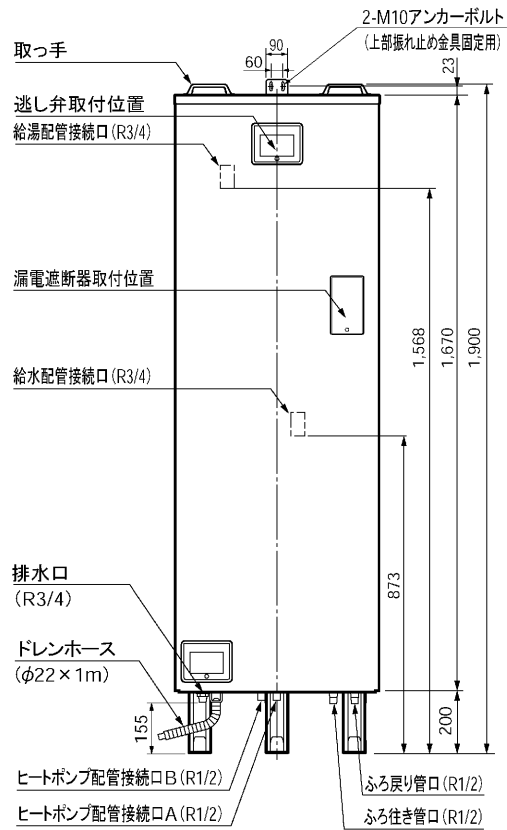 2-M10アンカーボルト
(上部振れ止め金具固定用)
90
60
23
取っ手
逃し弁取付位置
給湯配管接続口(R3/4)
漏電遮断器取付位置
給水配管接続口(R3/4)
1,568
1,670
1,900
873
排水口
(R3/4)
ドレンホース
(φ22×1m)
155
200
ヒートポンプ配管接続口B(R1/2)
ヒートポンプ配管接続口A(R1/2)
ふろ戻り管口(R1/2)
ふろ往き管口(R1/2)